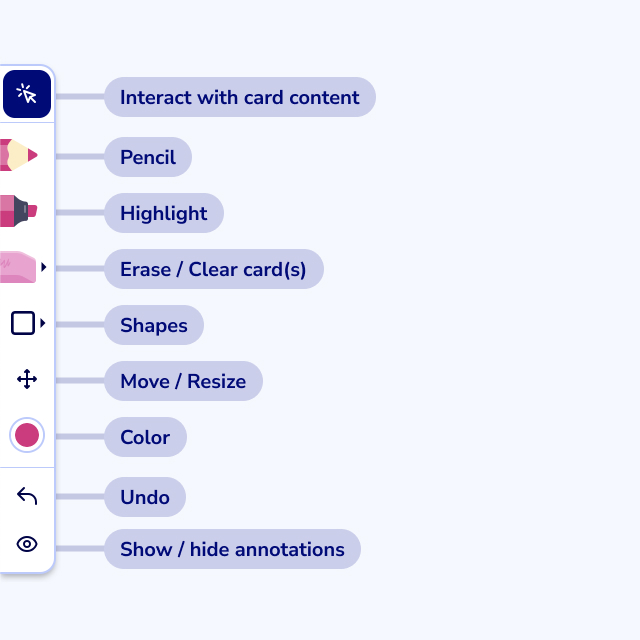 Interact with card content
Pencil
Highlight
Erase / Clear card(s)
Shapes
Move / Resize
Color
Undo
Show / hide annotations